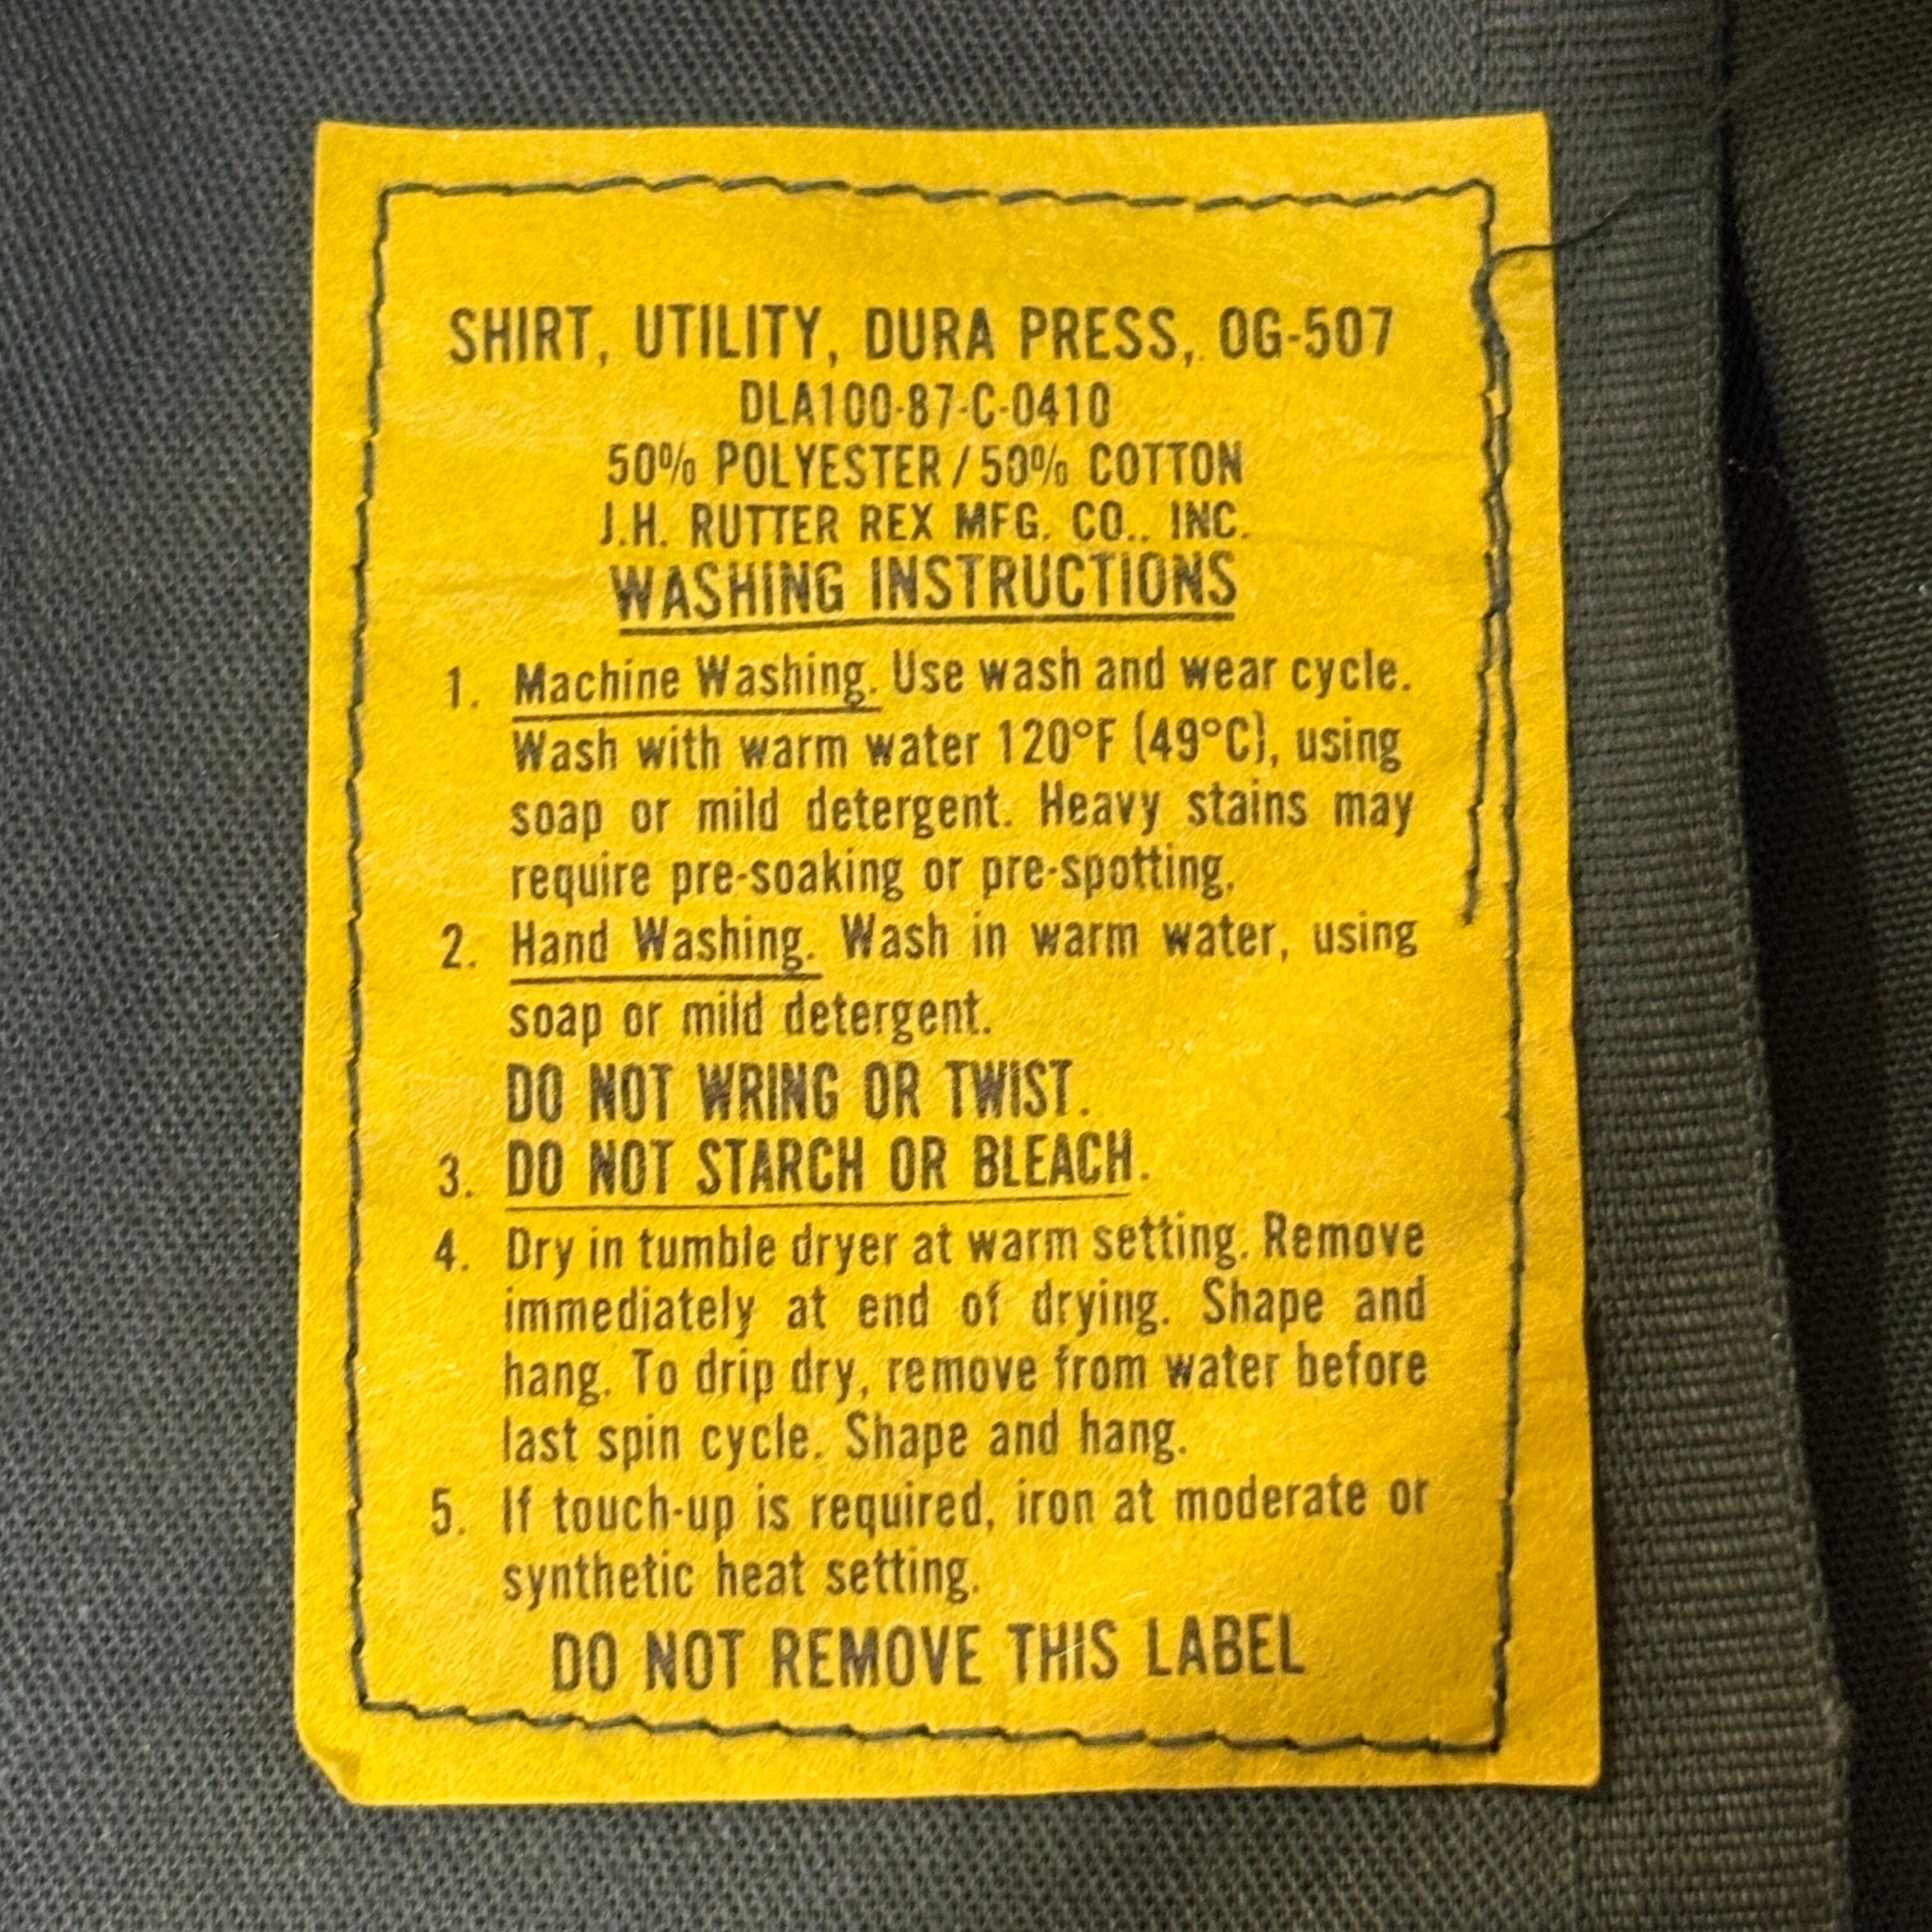 SHIRT, UTILITY, DURA PRESS, OG-507
DLA100-87-C-0410
50% POLYESTER / 50% COTTON
J.H. RUTTER REX MFG. CO.. INC.
WASHING INSTRUCTIONS
1. Machine Washing. Use wash and wear cycle.
Wash with warm water 120°F (49°C), using
soap or mild detergent. Heavy stains may
require pre-soaking or pre-spotting.
2. Hand Washing. Wash in warm water, using
soap or mild detergent.
DO NOT WRING OR TWIST.
3. DO NOT STARCH OR BLEACH.
4. Dry in tumble dryer at warm setting. Remove
immediately at end of drying. Shape and
hang. To drip dry, remove from water before
last spin cycle. Shape and hang.
5. If touch-up is required, iron at moderate or
synthetic heat setting.
DO NOT REMOVE THIS LABEL